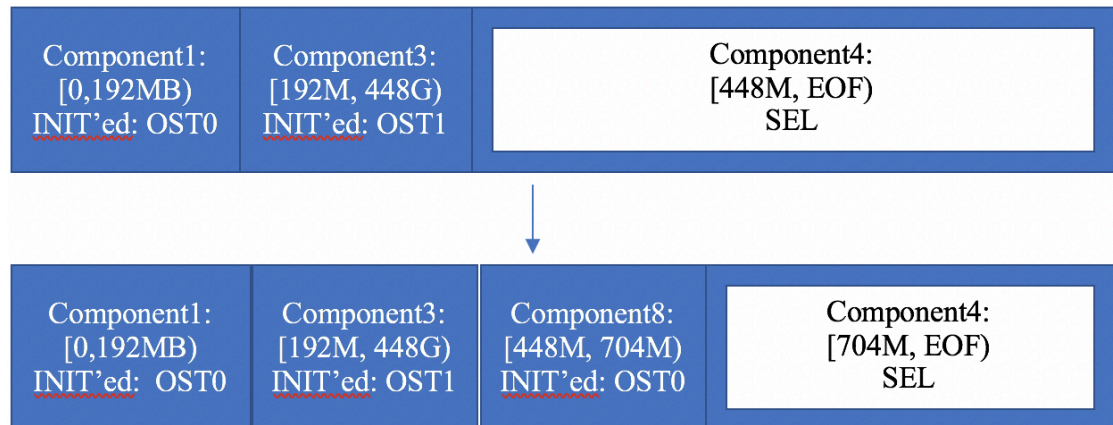 Component1:
[0,192MB)
INIT’ed: OST0
Component3:
[192M, 448G)
INIT’ed: OST1
Component4:
[448M, EOF)
SEL
Component1:
[0,192MB)
INIT’ed: OST0
Component3:
[192M, 448G)
INIT’ed: OST1
Component8:
[448M, 704M)
INIT’ed: OST0
Component4:
[704M, EOF)
SEL